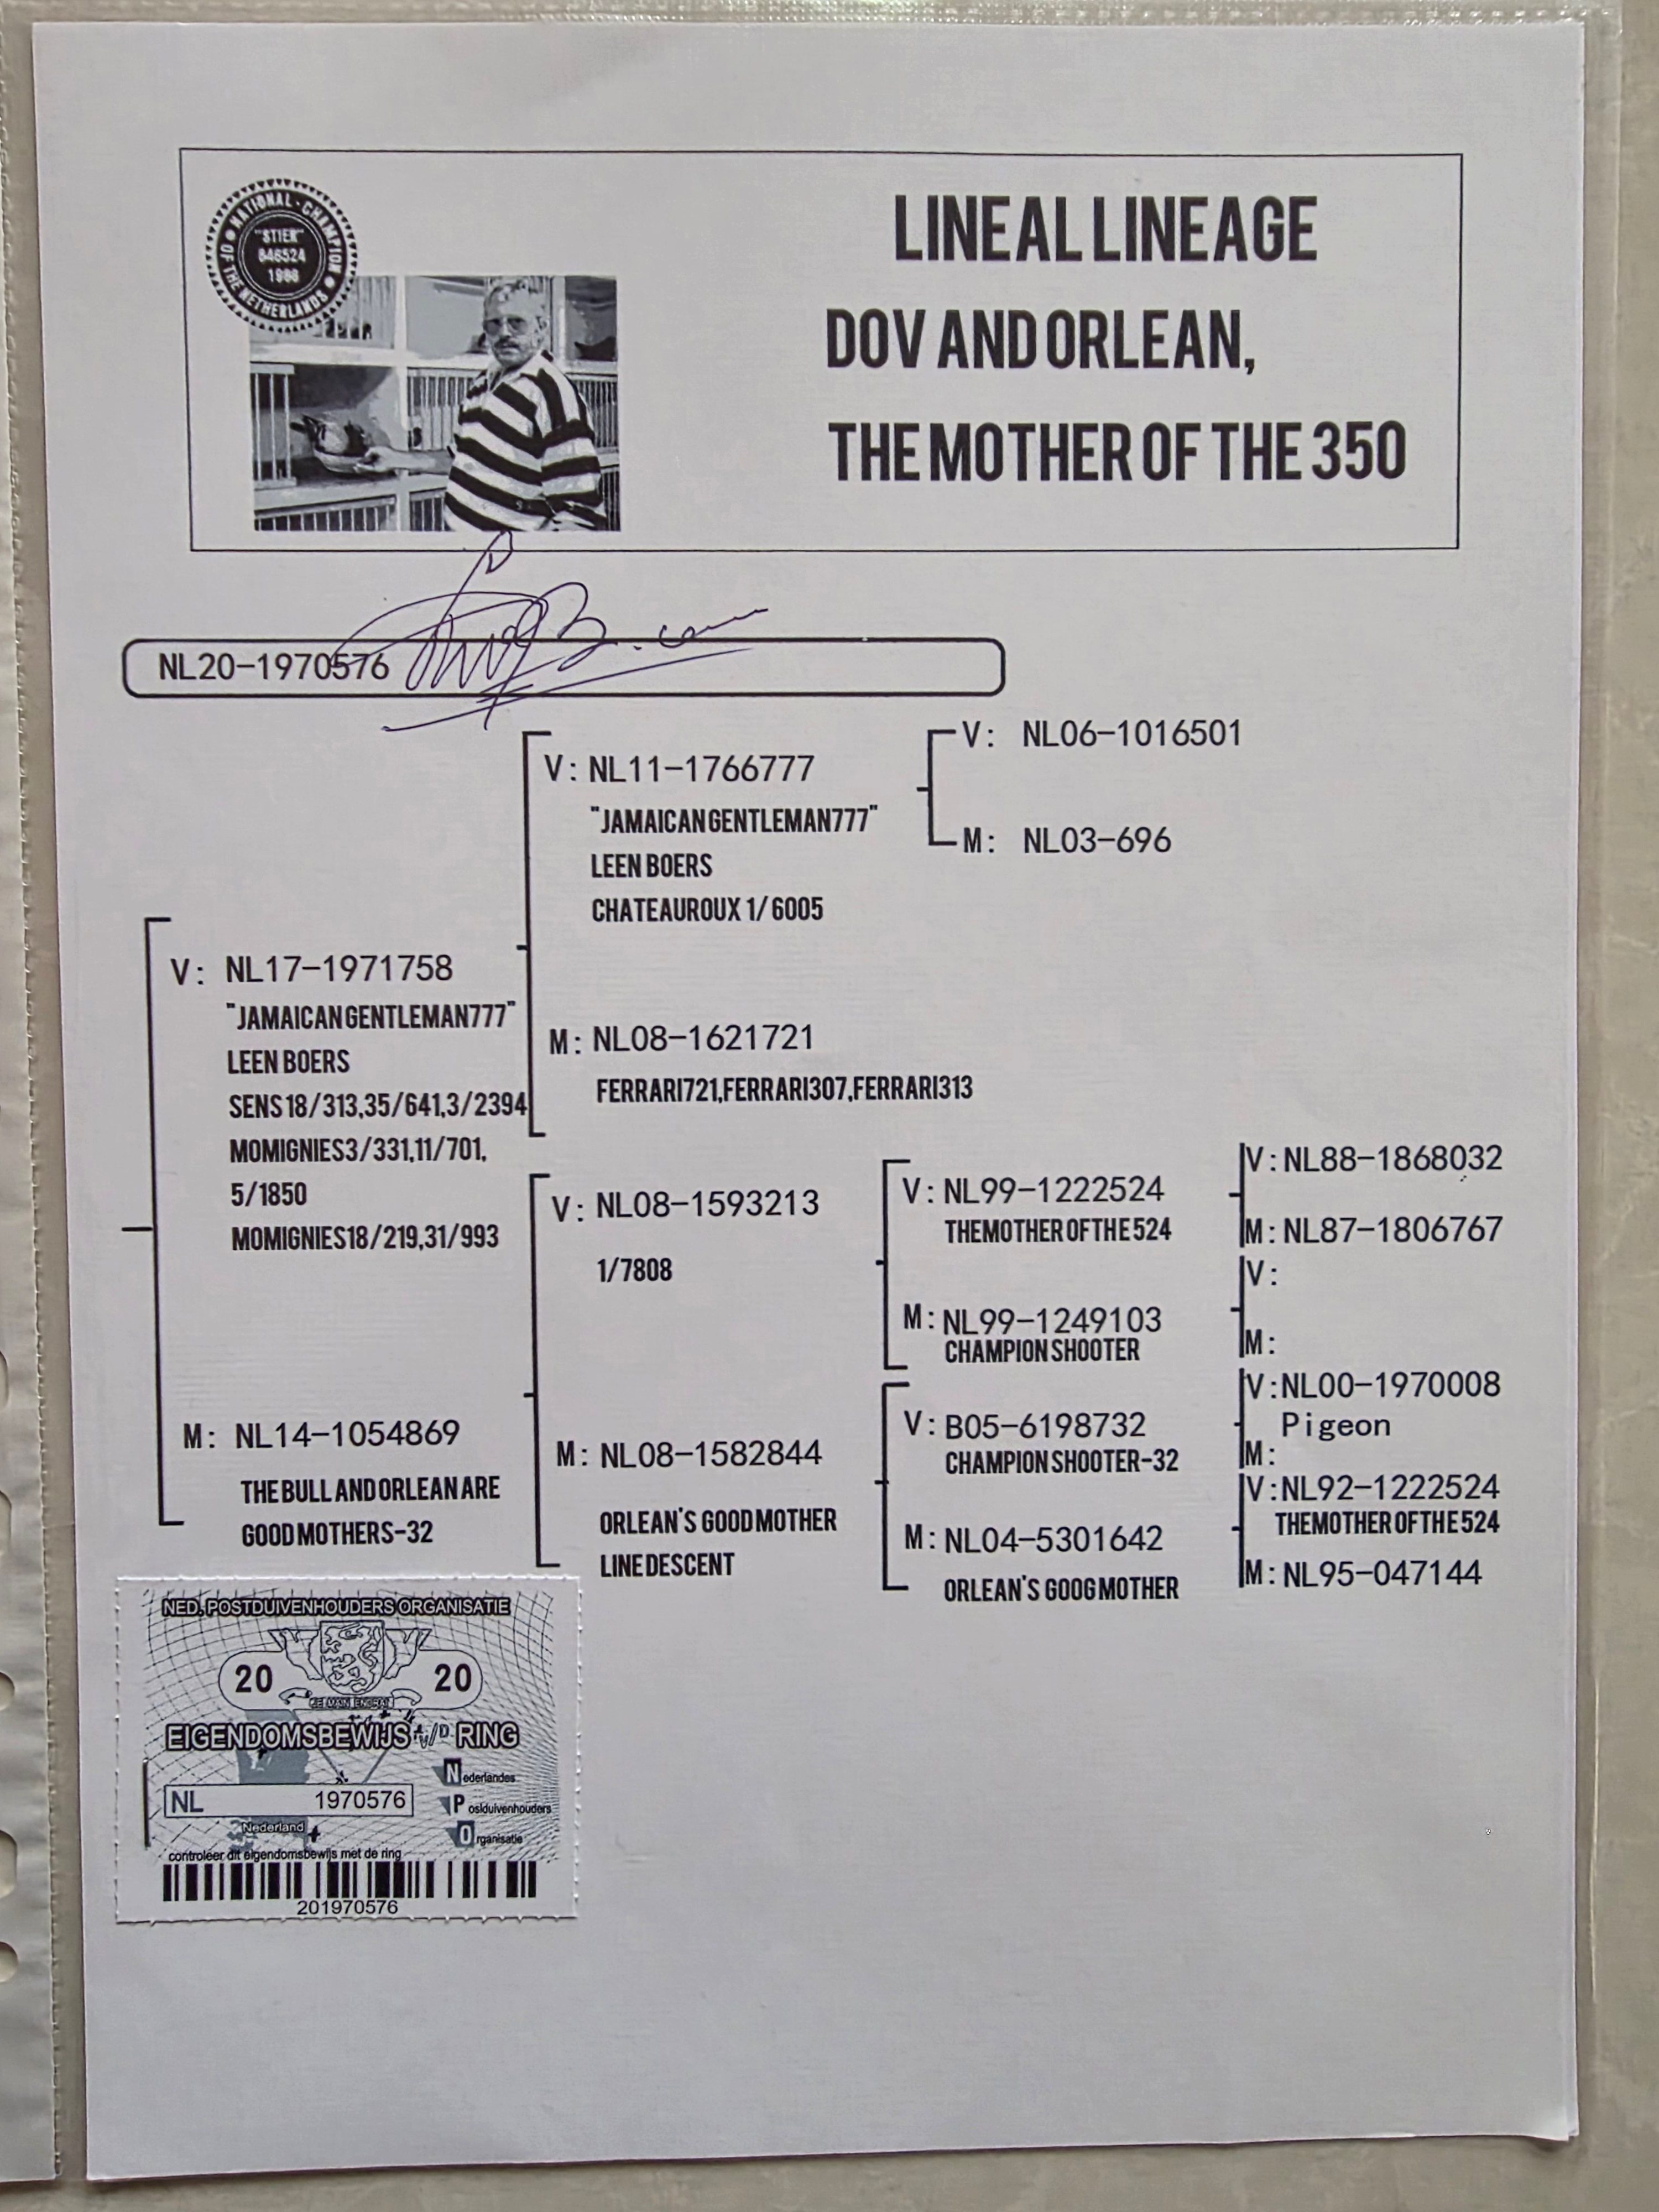 NATIONAL-CHAMPION OF THE NETHERLANDS
"STIER"
846524
1988
LINEAL LINEAGE
DOV AND ORLEAN,
THE MOTHER OF THE 350
NL20-1970576
V: NL17-1971758
"JAMAICAN GENTLEMAN777"
LEEN BOERS
SENS 18/313,35/641,3/2394
MOMIGNIES3/331,11/701,
5/1850
MOMIGNIES18/219,31/993
M: NL14-1054869
THE BULL AND ORLEAN ARE
GOOD MOTHERS-32
V: NL11-1766777
"JAMAICAN GENTLEMAN777"
LEEN BOERS
CHATEAUROUX 1/6005
M: NL08-1621721
FERRARI721,FERRARI307,FERRARI313
V: NL08-1593213
1/7808
M: NL08-1582844
ORLEAN'S GOOD MOTHER
LINE DESCENT
V: NL06-1016501
M: NL03-696
V: NL99-1222524
THE MOTHER OF THE 524
M: NL99-1249103
CHAMPION SHOOTER
V: B05-6198732
CHAMPION SHOOTER-32
M: NL04-5301642
ORLEAN'S GOOG MOTHER
V: NL88-1868032
M: NL87-1806767
V:
M:
V: NL00-1970008
Pigeon
M:
V: NL92-1222524
THE MOTHER OF THE 524
M: NL95-047144
NED. POSTDUIVENHOUDERS ORGANISATIE
20 20
EIGENDOMSBEWIJS v/D RING
NL 1970576
Nederlandes
Postduivenhouders
Organisatie
Nederland
controleer dit eigendomsbewijs met de ring
201970576